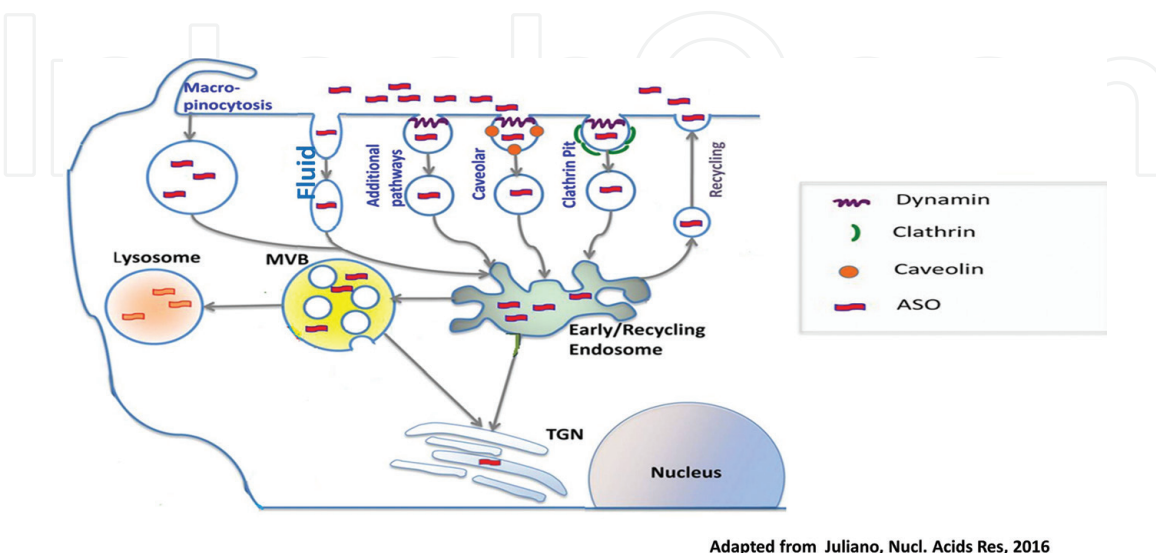 Macro-
pinocytosis
Fluid
Additional
pathways
Caveolar
Clathrin Pit
Recycling
Dynamin
Clathrin
Caveolin
ASO
Lysosome
MVB
Early/Recycling
Endosome
TGN
Nucleus
Adapted from Juliano, Nucl. Acids Res, 2016